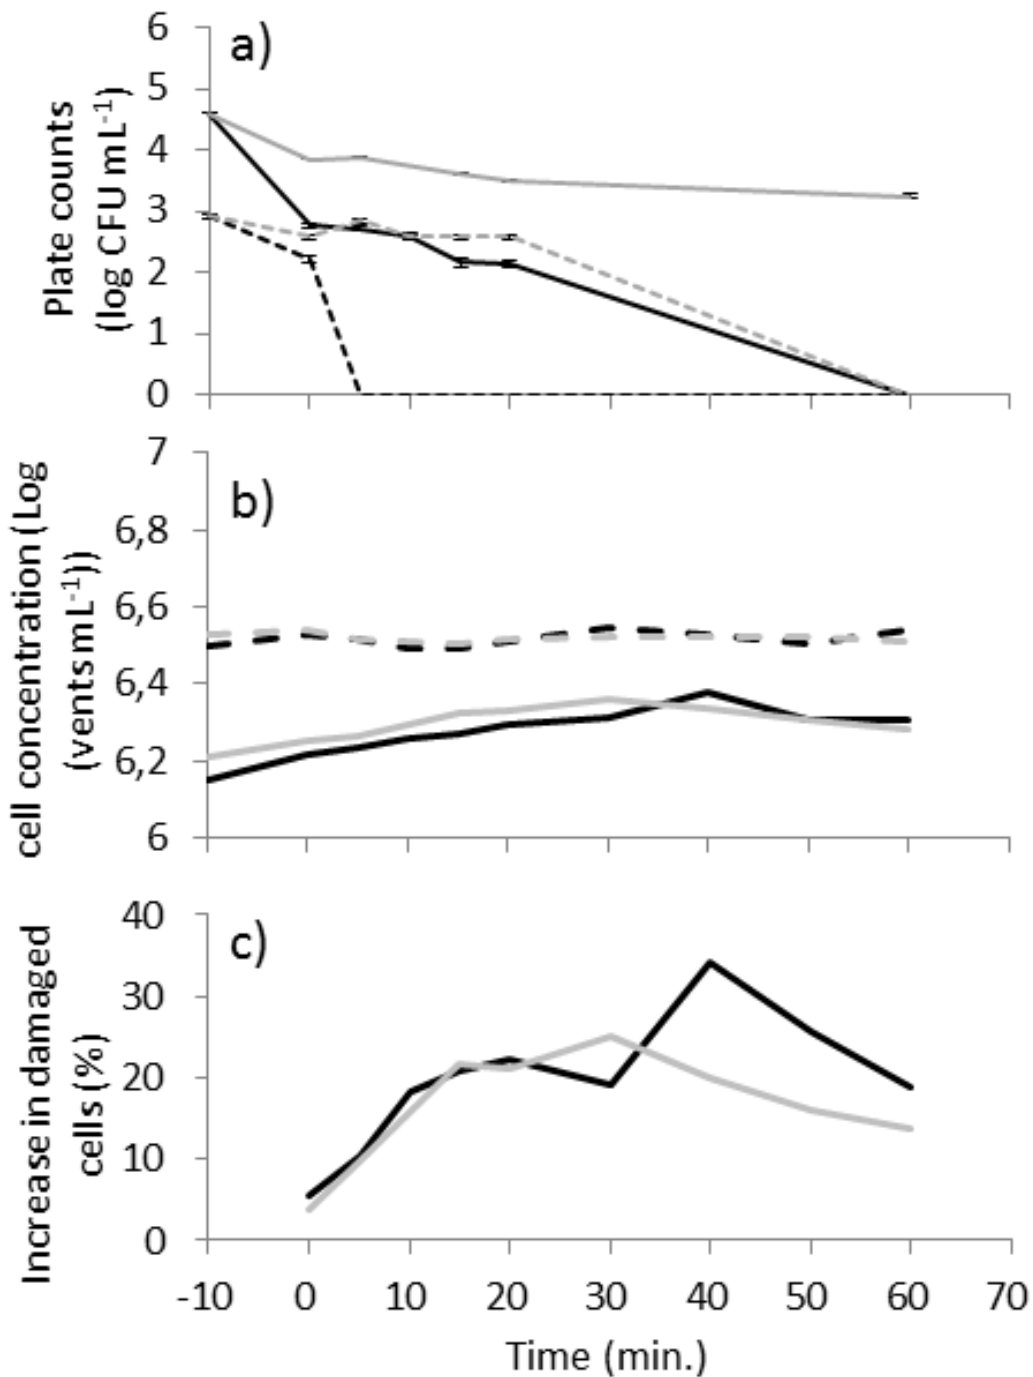 a)
Plate counts
(log CFU mL-1)
6
5
4
3
2
1
0
b)
cell concentration (Log
(vents mL-1))
7
6,8
6,6
6,4
6,2
6
c)
Increase in damaged
cells (%)
40
30
20
10
0
-10 0 10 20 30 40 50 60 70
Time (min.)